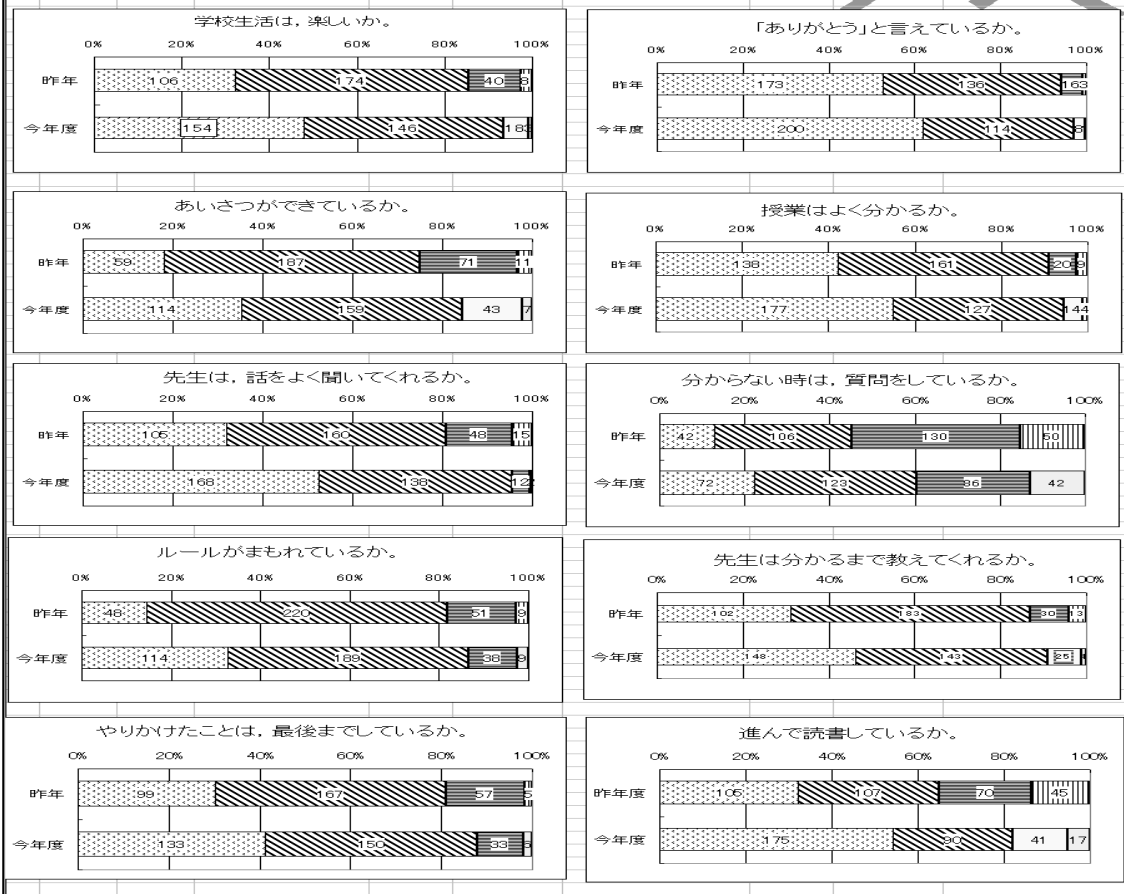 学校生活は，楽しいか。
0% 20% 40% 60% 80% 100%
昨年 106 174 40 8
今年度 154 146 18 3
「ありがとう」と言えているか。
0% 20% 40% 60% 80% 100%
昨年 173 136 16 3
今年度 200 114 8
あいさつができているか。
0% 20% 40% 60% 80% 100%
昨年 59 187 71 11
今年度 114 159 43 7
授業はよく分かるか。
0% 20% 40% 60% 80% 100%
昨年 138 161 20 9
今年度 177 127 14 4
先生は，話をよく聞いてくれるか。
0% 20% 40% 60% 80% 100%
昨年 105 160 48 15
今年度 168 138 12
分からない時は，質問をしているか。
0% 20% 40% 60% 80% 100%
昨年 42 106 130 50
今年度 72 123 86 42
ルールがまもれているか。
0% 20% 40% 60% 80% 100%
昨年 48 220 51 9
今年度 114 189 38 9
先生は分かるまで教えてくれるか。
0% 20% 40% 60% 80% 100%
昨年 102 183 30 13
今年度 148 143 25
やりかけたことは，最後までしているか。
0% 20% 40% 60% 80% 100%
昨年 99 167 57 5
今年度 133 150 33 6
進んで読書しているか。
0% 20% 40% 60% 80% 100%
昨年度 105 107 70 45
今年度 175 90 41 17